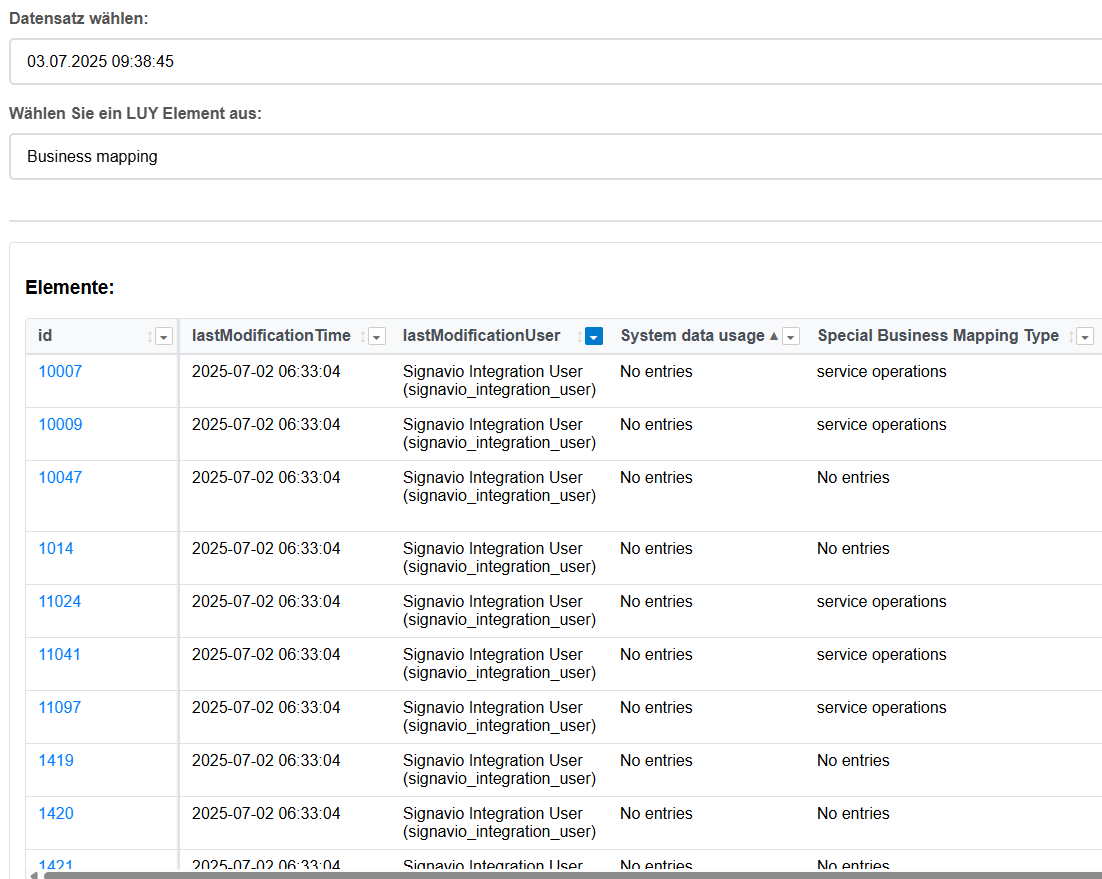 Datensatz wählen:
03.07.2025 09:38:45
Wählen Sie ein LUY Element aus:
Business mapping
Elemente:
id lastModificationTime lastModificationUser System data usage Special Business Mapping Type
10007 2025-07-02 06:33:04 Signavio Integration User No entries service operations
(signavio_integration_user)
10009 2025-07-02 06:33:04 Signavio Integration User No entries service operations
(signavio_integration_user)
10047 2025-07-02 06:33:04 Signavio Integration User No entries No entries
(signavio_integration_user)
1014 2025-07-02 06:33:04 Signavio Integration User No entries No entries
(signavio_integration_user)
11024 2025-07-02 06:33:04 Signavio Integration User No entries service operations
(signavio_integration_user)
11041 2025-07-02 06:33:04 Signavio Integration User No entries service operations
(signavio_integration_user)
11097 2025-07-02 06:33:04 Signavio Integration User No entries service operations
(signavio_integration_user)
1419 2025-07-02 06:33:04 Signavio Integration User No entries No entries
(signavio_integration_user)
1420 2025-07-02 06:33:04 Signavio Integration User No entries No entries
(signavio_integration_user)
1421 2025-07-02 06:33:04 Signavio Integration User No entries No entries